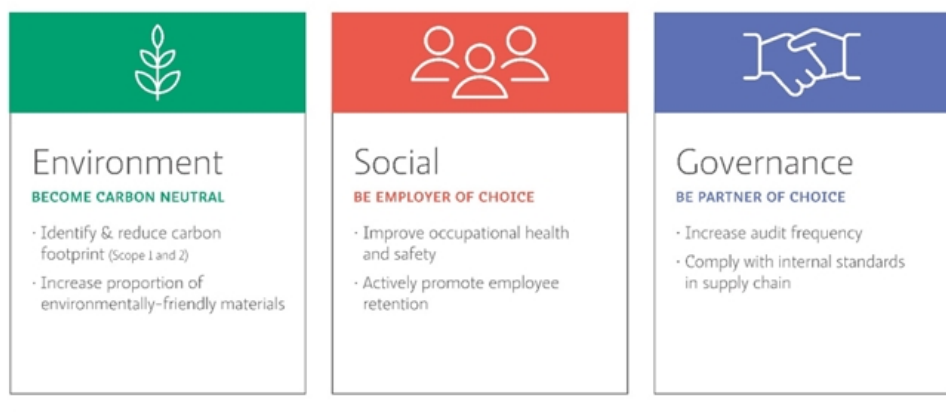 Environment
BECOME CARBON NEUTRAL
· Identify & reduce carbon
footprint (Scope 1 and 2)
· Increase proportion of
environmentally-friendly materials
Social
BE EMPLOYER OF CHOICE
· Improve occupational health
and safety
· Actively promote employee
retention
Governance
BE PARTNER OF CHOICE
· Increase audit frequency
· Comply with internal standards
in supply chain